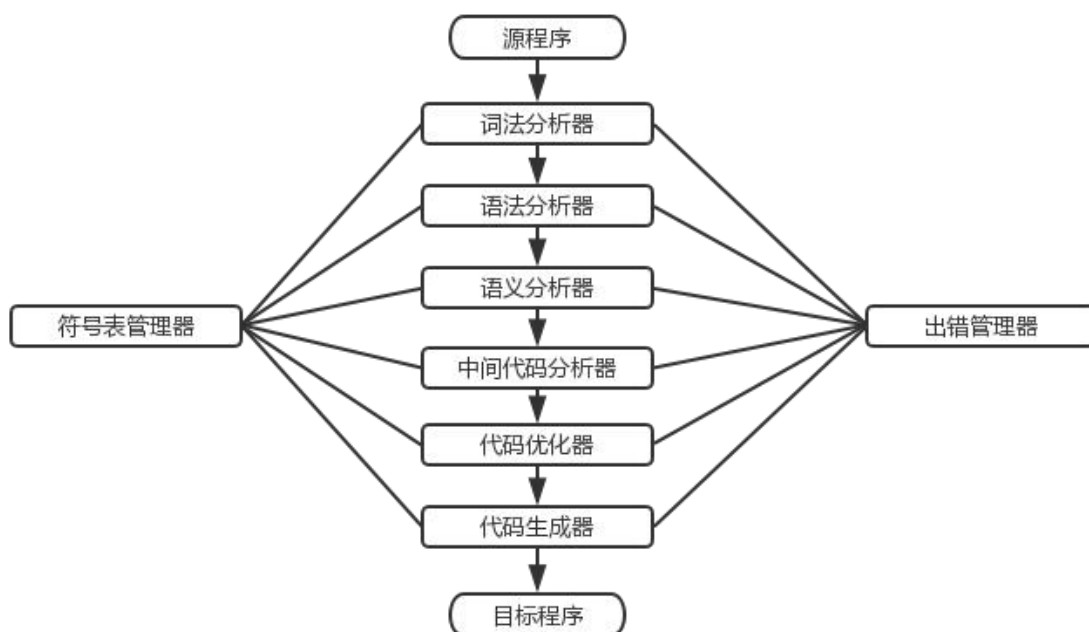 源程序
词法分析器
语法分析器
语义分析器
符号表管理器
出错管理器
中间代码分析器
代码优化器
代码生成器
目标程序